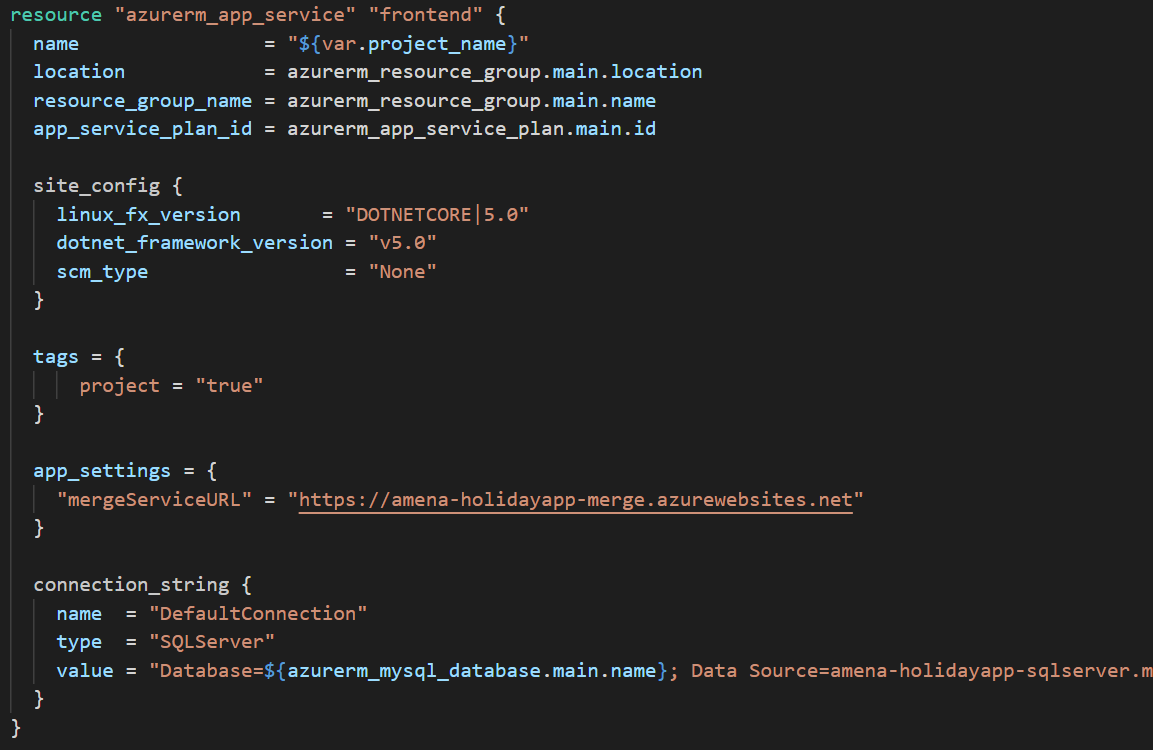 resource "azurerm_app_service" "frontend" {
  name                = "${var.project_name}"
  location            = azurerm_resource_group.main.location
  resource_group_name = azurerm_resource_group.main.name
  app_service_plan_id = azurerm_app_service_plan.main.id

  site_config {
    linux_fx_version       = "DOTNETCORE|5.0"
    dotnet_framework_version = "v5.0"
    scm_type                 = "None"
  }

  tags = {
      project = "true"
  }

  app_settings = {
    "mergeServiceURL" = "https://amena-holidayapp-merge.azurewebsites.net"
  }

  connection_string {
    name  = "DefaultConnection"
    type  = "SQLServer"
    value = "Database=${azurerm_mysql_database.main.name}; Data Source=amena-holidayapp-sqlserver.m
  }
}